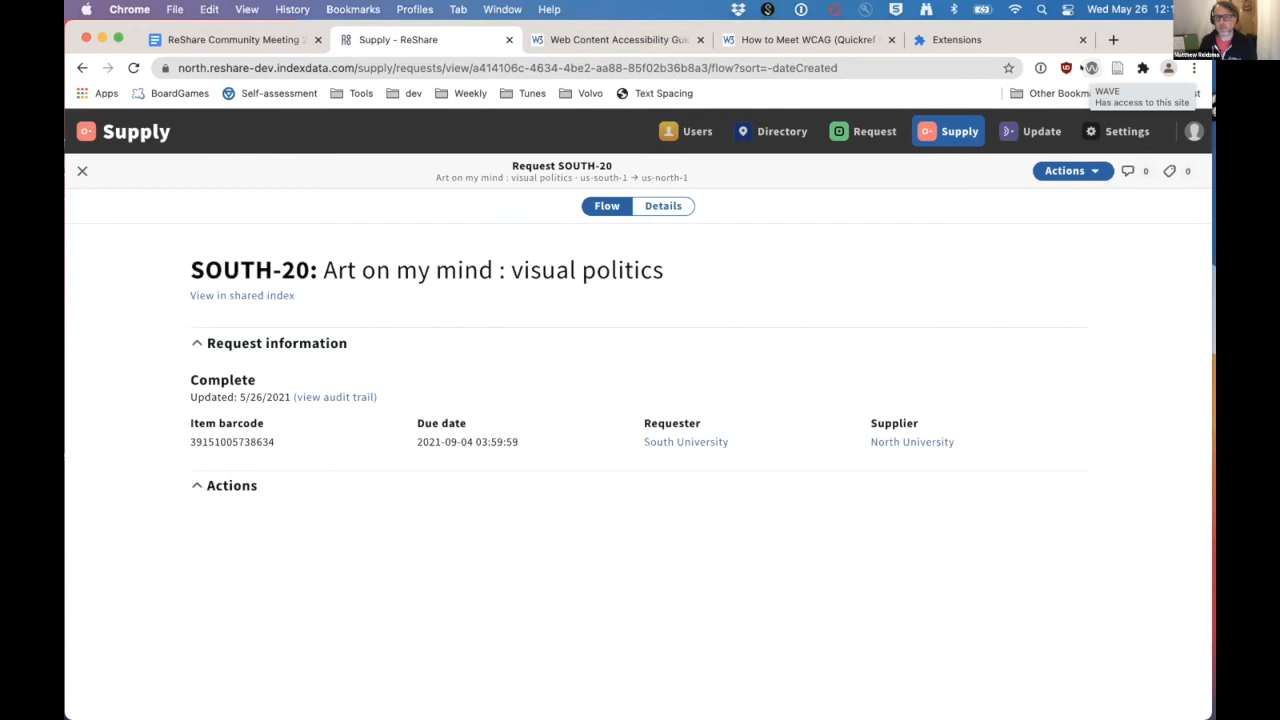 Chrome File Edit View History Bookmarks Profiles Tab Window Help
Wed May 26 12:1
ReShare Community Meeting 2
Supply - ReShare
Web Content Accessibility Gui
How to Meet WCAG (Quickref
Extensions
north.reshare-dev.indexdata.com/supply/requests/view/a
/flow?sort=-dateCreated
Apps BoardGames Self-assessment Tools dev Weekly Tunes Volvo Text Spacing Other Bookma
WAVE
Has access to this site
Matthew Reidsma
Supply Users Directory Request Supply Update Settings
Request SOUTH-20
Art on my mind : visual politics · us-south-1 → us-north-1
Actions 0 0
Flow Details
SOUTH-20: Art on my mind : visual politics
View in shared index
Request information
Complete
Updated: 5/26/2021 (view audit trail)
Item barcode Due date Requester Supplier
39151005738634 2021-09-04 03:59:59 South University North University
Actions